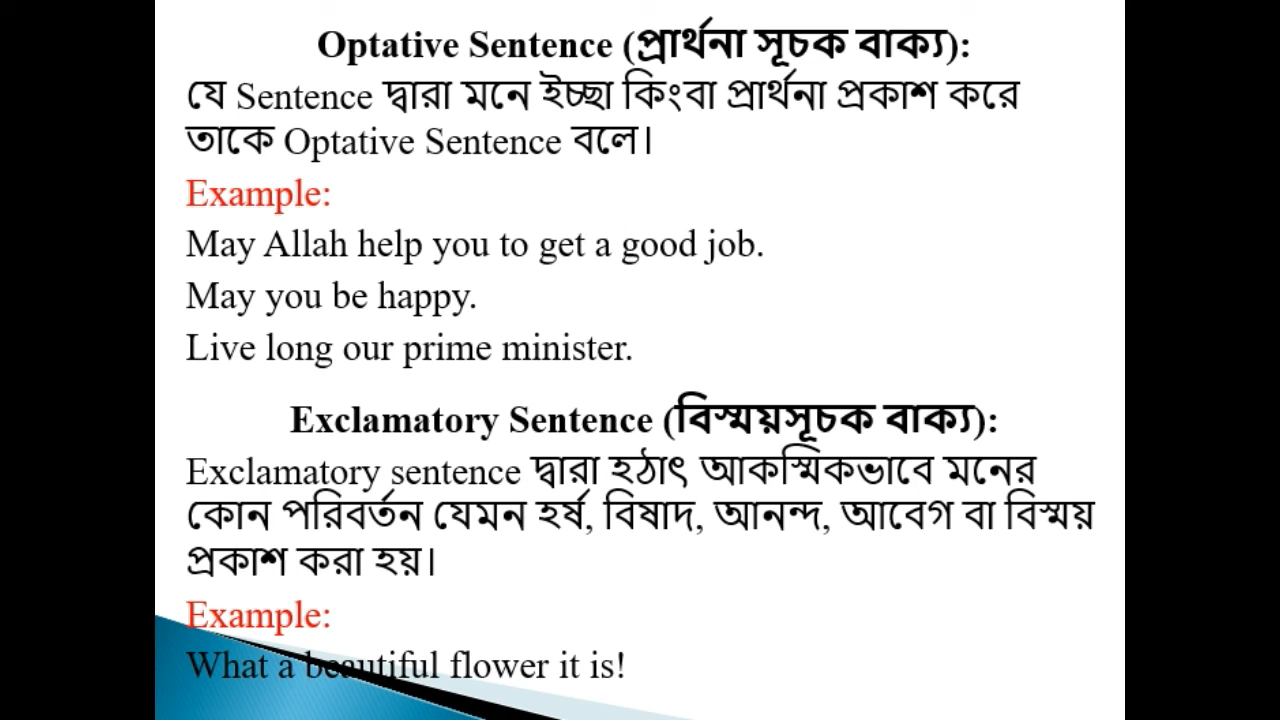 Optative Sentence (প্রার্থনা সূচক বাক্য):
যে Sentence দ্বারা মনে ইচ্ছা কিংবা প্রার্থনা প্রকাশ করে
তাকে Optative Sentence বলে।
Example:
May Allah help you to get a good job.
May you be happy.
Live long our prime minister.
Exclamatory Sentence (বিস্ময়সূচক বাক্য):
Exclamatory sentence দ্বারা হঠাৎ আকস্মিকভাবে মনের
কোন পরিবর্তন যেমন হর্ষ, বিষাদ, আনন্দ, আবেগ বা বিস্ময়
প্রকাশ করা হয়।
Example:
What a beautiful flower it is!